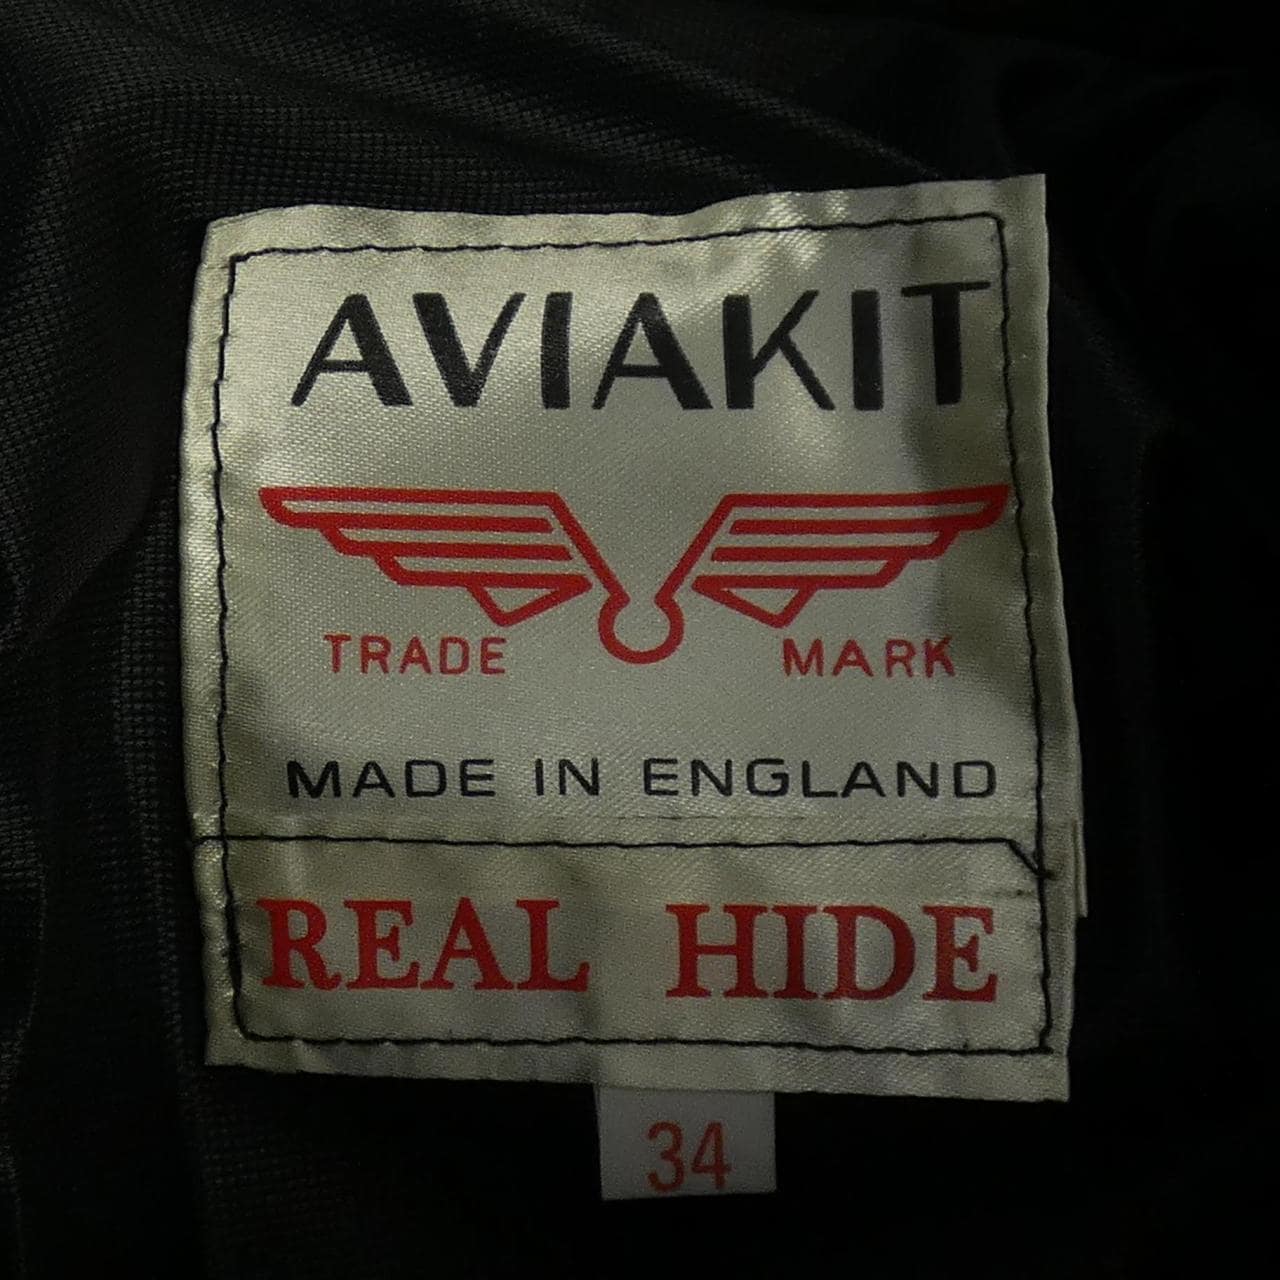 AVIAKIT
TRADE MARK
MADE IN ENGLAND
REAL HIDE
34